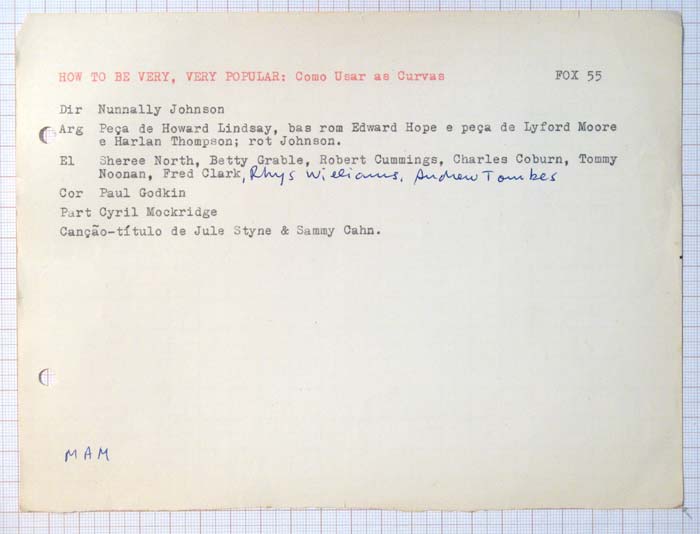 HOW TO BE VERY, VERY POPULAR: Como Usar as Curvas FOX 55
Dir Nunnally Johnson
Arg Peça de Howard Lindsay, bas rom Edward Hope e peça de Lyford Moore
e Harlan Thompson; rot Johnson.
El Sheree North, Betty Grable, Robert Cummings, Charles Coburn, Tommy
Noonan, Fred Clark, Rhys Williams, Andrew Tombes
Cor Paul Godkin
Part Cyril Mockridge
Canção-título de Jule Styne & Sammy Cahn.
MAM